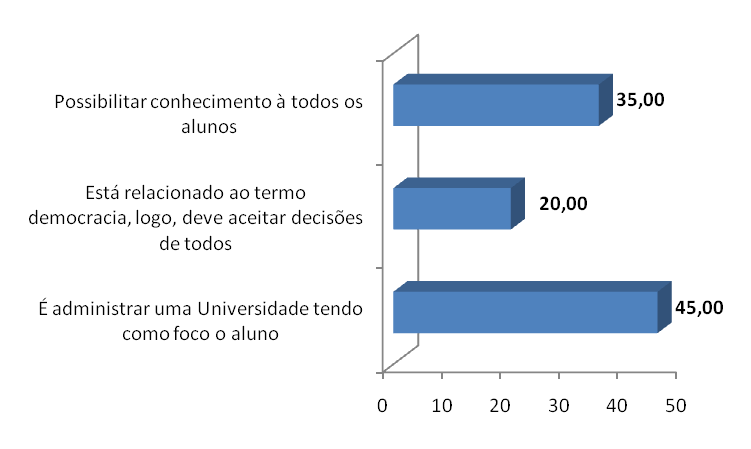 Possibilitar conhecimento à todos os
alunos
35,00
Está relacionado ao termo
democracia, logo, deve aceitar decisões
de todos
20,00
É administrar uma Universidade tendo
como foco o aluno
45,00
0 10 20 30 40 50